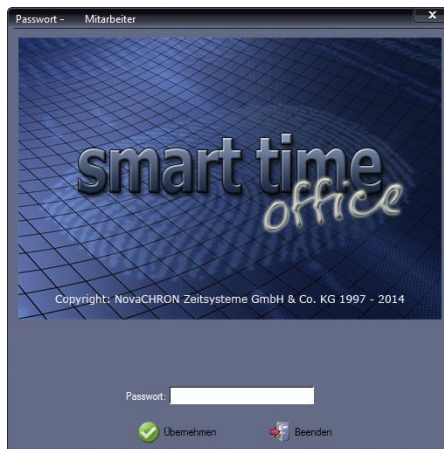 Passwort - Mitarbeiter
x
smart time
office
Copyright: NovaCHRON Zeitsysteme GmbH & Co. KG 1997 - 2014
Passwort:
Übernehmen Beenden